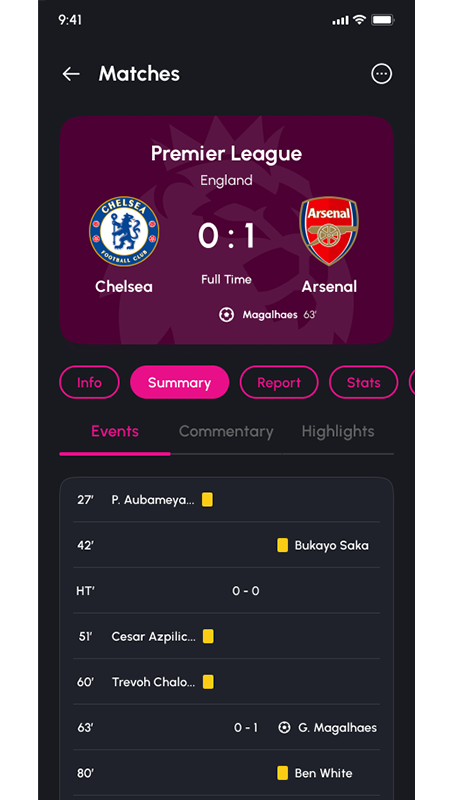 9:41
Matches
Premier League
England
CHELSEA
FOOTBALL CLUB
Arsenal
0 : 1
Chelsea
Full Time
Arsenal
Magalhaes 63'
Info Summary Report Stats
Events Commentary Highlights
27' P. Aubameya...
42' Bukayo Saka
HT' 0 - 0
51' Cesar Azpilic...
60' Trevoh Chalo...
63' 0 - 1 G. Magalhaes
80' Ben White